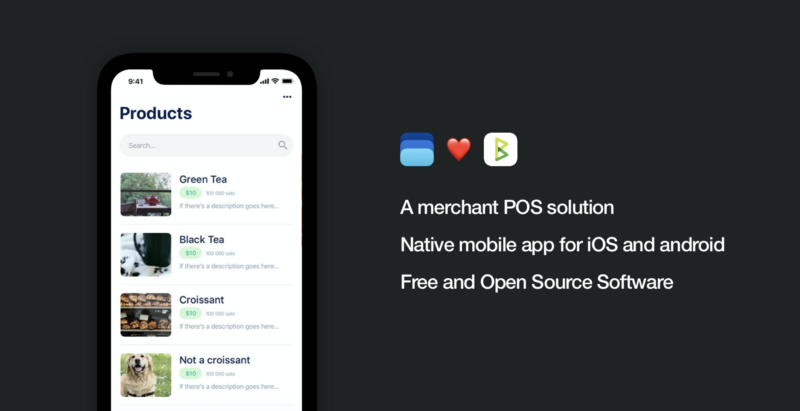 9:41
Products
Search...
Green Tea
$10 100 000 sats
If there's a description goes here...
Black Tea
$10 100 000 sats
If there's a description goes here...
Croissant
$10 100 000 sats
If there's a description goes here...
Not a croissant
$10 100 000 sats
If there's a description goes here...
A merchant POS solution
Native mobile app for iOS and android
Free and Open Source Software